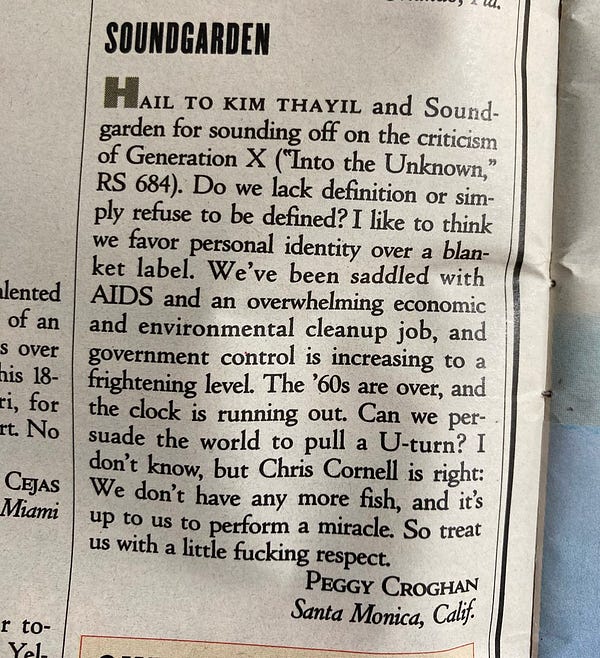 SOUNDGARDEN
HAIL TO KIM THAYIL and Sound-
garden for sounding off on the criticism
of Generation X ("Into the Unknown,"
RS 684). Do we lack definition or sim-
ply refuse to be defined? I like to think
we favor personal identity over a blan-
ket label. We've been saddled with
AIDS and an overwhelming economic
and environmental cleanup job, and
government control is increasing to a
frightening level. The '60s are over, and
the clock is running out. Can we per-
suade the world to pull a U-turn? I
don't know, but Chris Cornell is right:
We don't have any more fish, and it's
up to us to perform a miracle. So treat
us with a little fucking respect.
PEGGY CROGHAN
Santa Monica, Calif.
alented
of an
s over
his 18-
ri, for
rt. No
CEJAS
Miami
r to-
Yel-